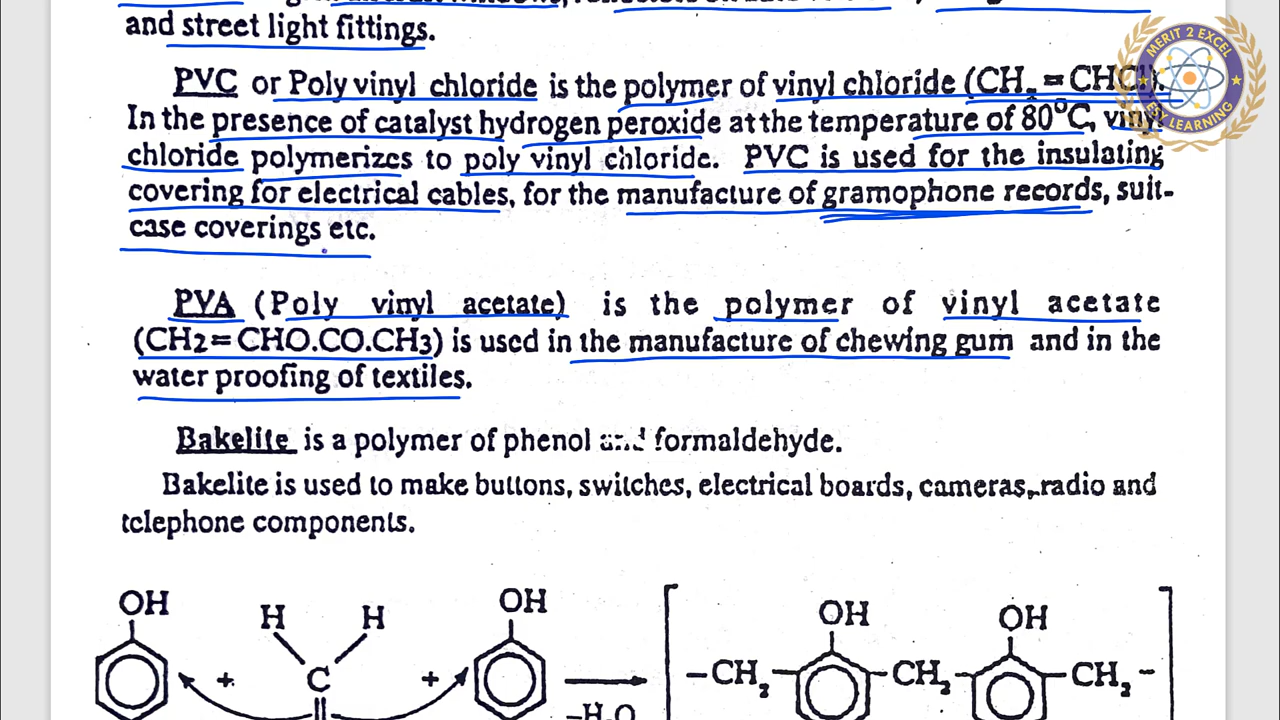 and street light fittings.
PVC or Poly vinyl chloride is the polymer of vinyl chloride (CH₂ = CHCl).
In the presence of catalyst hydrogen peroxide at the temperature of 80°C, vinyl
chloride polymerizes to poly vinyl chloride. PVC is used for the insulating
covering for electrical cables, for the manufacture of gramophone records, suit-
case coverings etc.
PVA (Poly vinyl acetate) is the polymer of vinyl acetate
(CH2 = CHO.CO.CH3) is used in the manufacture of chewing gum and in the
water proofing of textiles.
Bakelite is a polymer of phenol and formaldehyde.
Bakelite is used to make buttons, switches, electrical boards, cameras, radio and
telephone components.
OH H H OH OH OH
+ C + –CH₂ CH₂ CH₂–
–H₂O
MERIT 2 EXCEL
EASY LEARNING